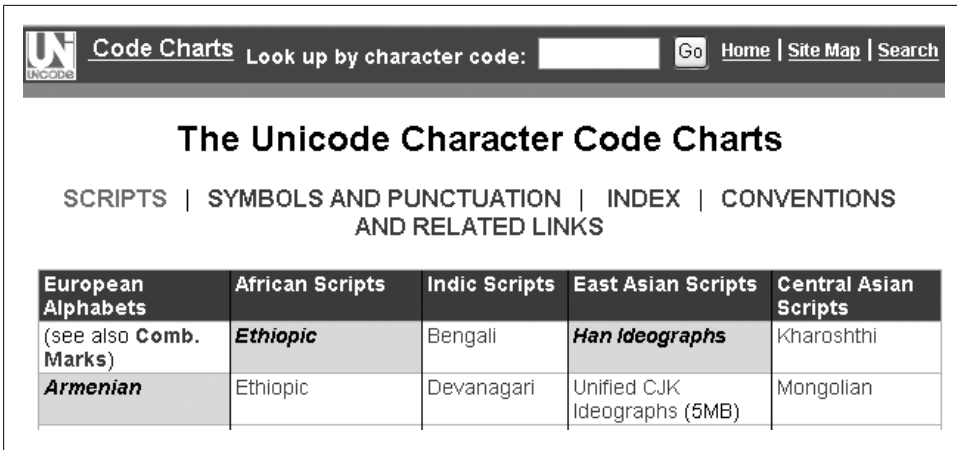 UNi
UNICODE
Code Charts Look up by character code: Go Home | Site Map | Search
The Unicode Character Code Charts
SCRIPTS | SYMBOLS AND PUNCTUATION | INDEX | CONVENTIONS
AND RELATED LINKS
European Alphabets African Scripts Indic Scripts East Asian Scripts Central Asian Scripts
(see also Comb. Marks) Ethiopic Bengali Han Ideographs Kharoshthi
Armenian Ethiopic Devanagari Unified CJK Ideographs (5MB) Mongolian